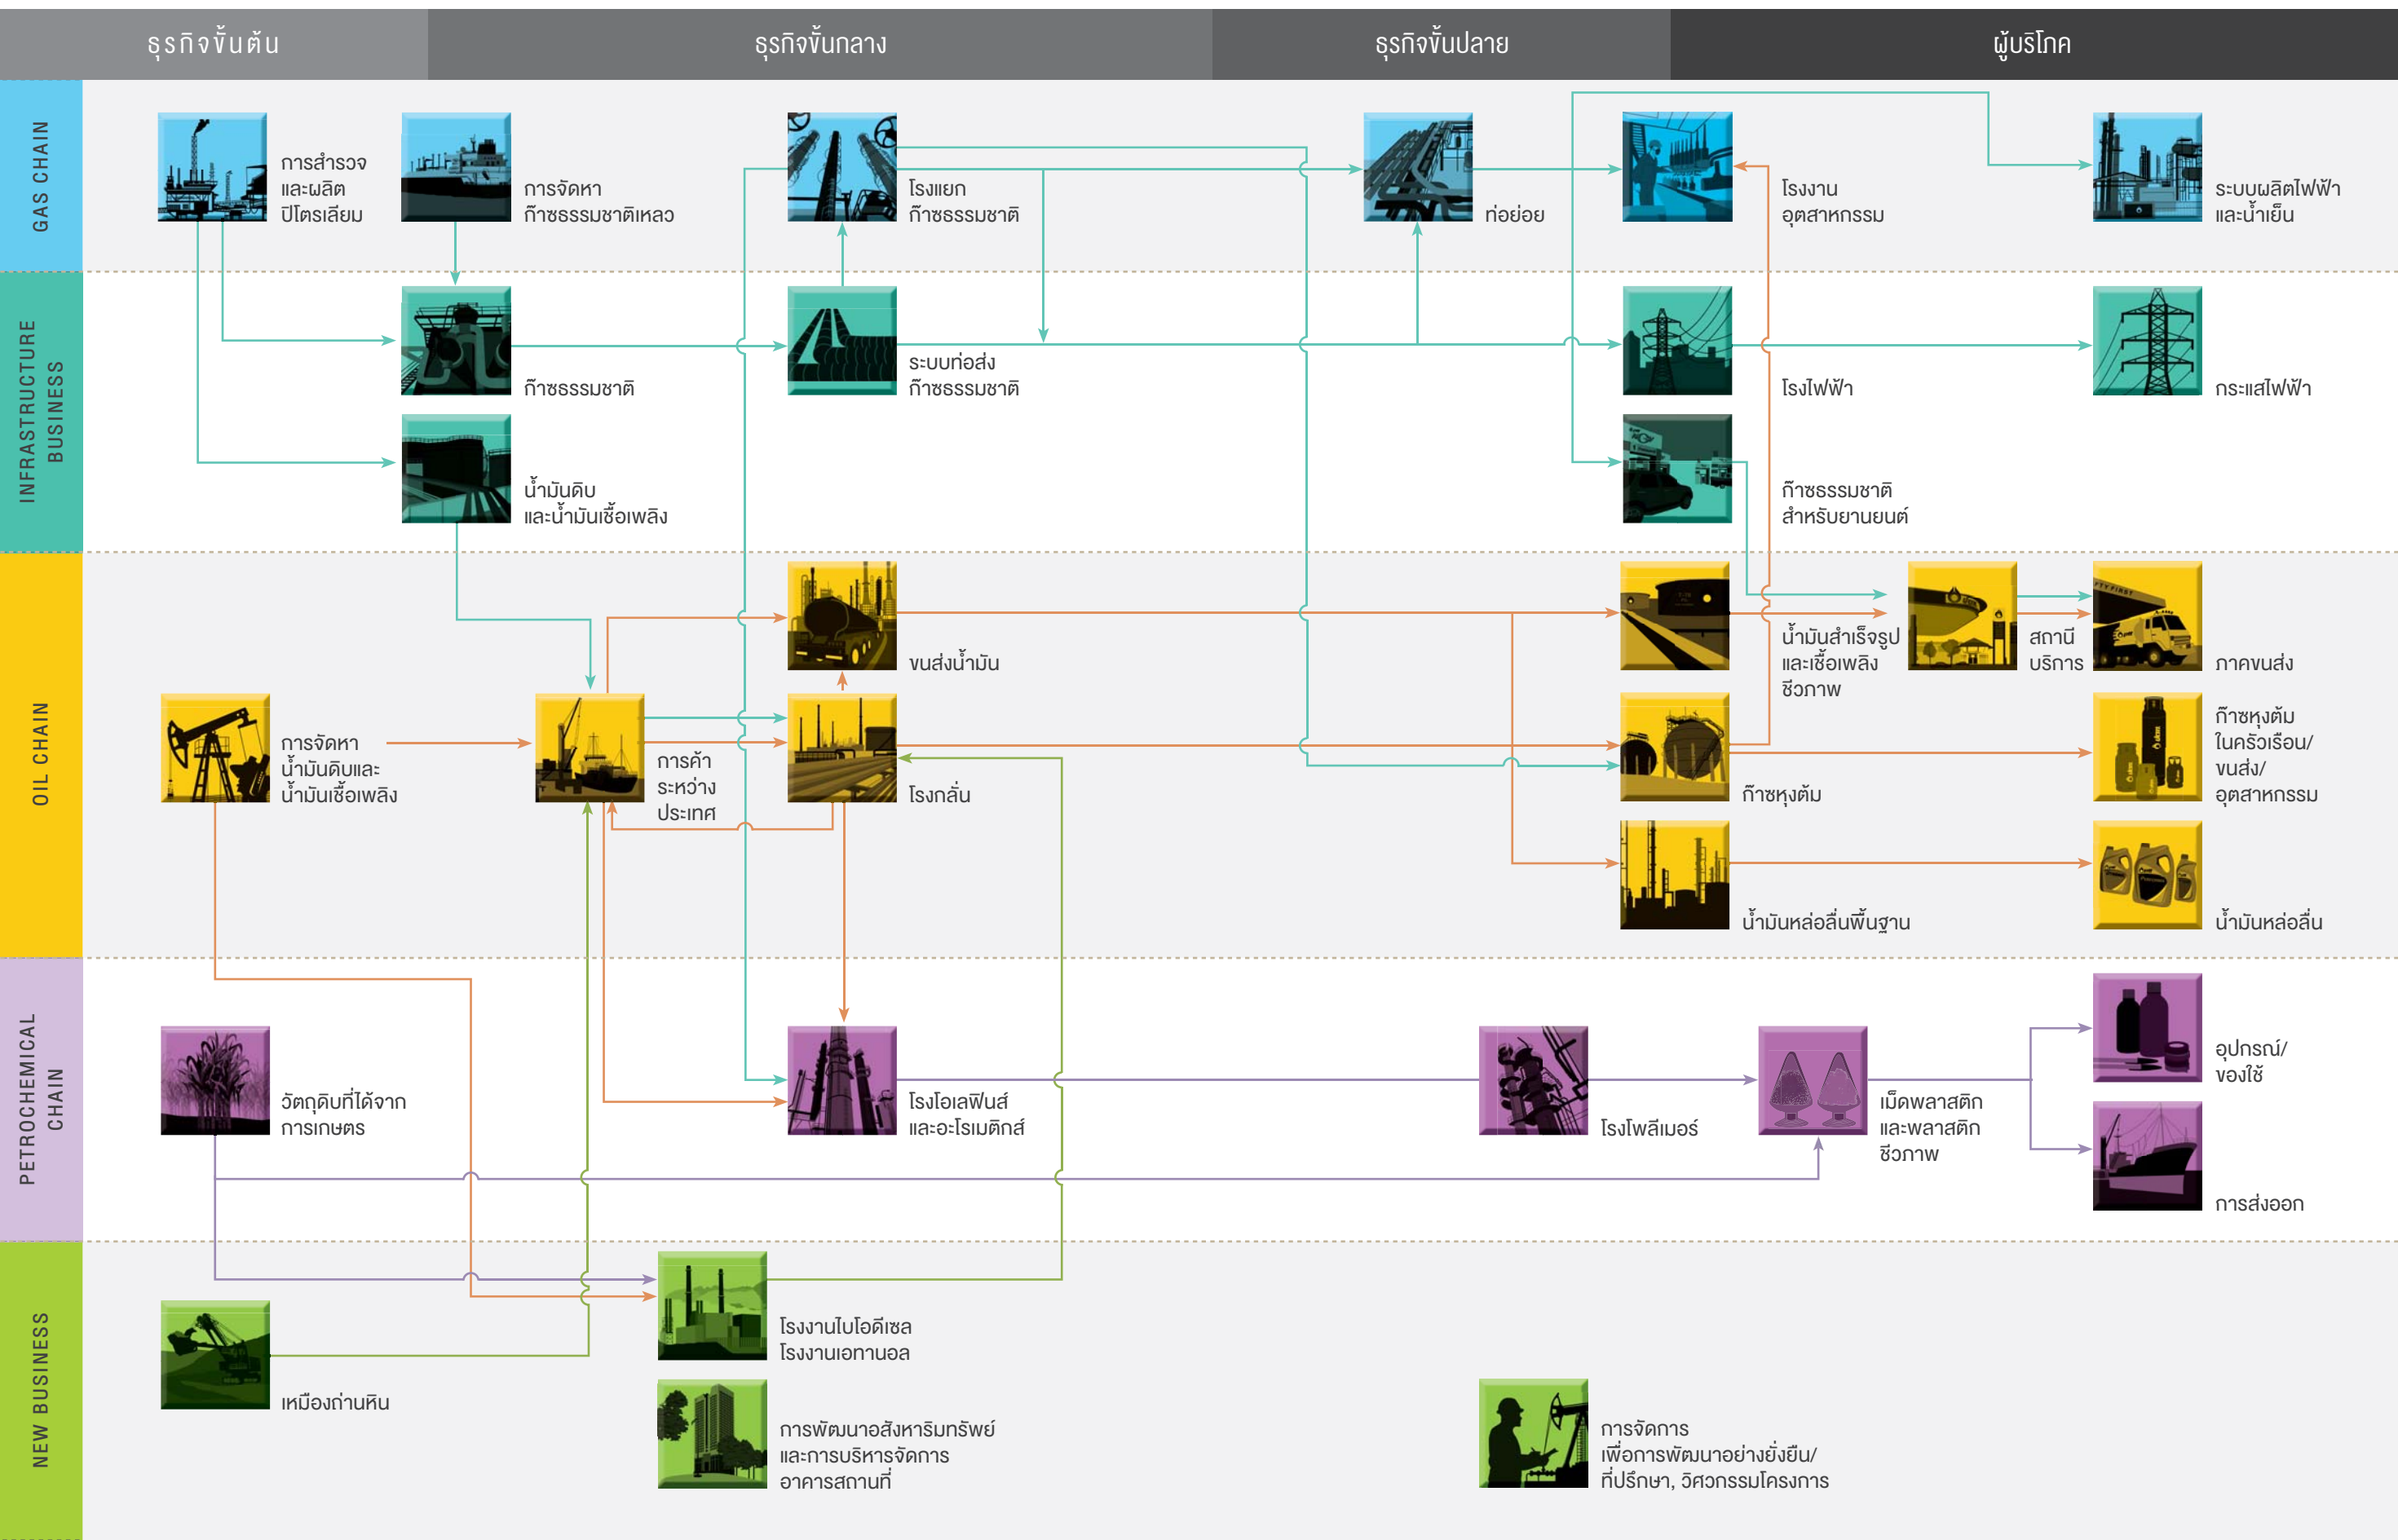 ธุรกิจขั้นต้น
ธุรกิจขั้นกลาง
ธุรกิจขั้นปลาย
ผู้บริโภค
GAS CHAIN
การสำรวจ
และผลิต
ปิโตรเลียม
การจัดหา
ก๊าซธรรมชาติเหลว
โรงแยก
ก๊าซธรรมชาติ
ท่อย่อย
โรงงาน
อุตสาหกรรม
ระบบผลิตไฟฟ้า
และน้ำเย็น
INFRASTRUCTURE
BUSINESS
ก๊าซธรรมชาติ
ระบบท่อส่ง
ก๊าซธรรมชาติ
โรงไฟฟ้า
กระแสไฟฟ้า
น้ำมันดิบ
และน้ำมันเชื้อเพลิง
ก๊าซธรรมชาติ
สำหรับยานยนต์
OIL CHAIN
ขนส่งน้ำมัน
น้ำมันสำเร็จรูป
และเชื้อเพลิง
ชีวภาพ
สถานี
บริการ
ภาคขนส่ง
การจัดหา
น้ำมันดิบและ
น้ำมันเชื้อเพลิง
การค้า
ระหว่าง
ประเทศ
โรงกลั่น
ก๊าซหุงต้ม
ก๊าซหุงต้ม
ในครัวเรือน/
ขนส่ง/
อุตสาหกรรม
น้ำมันหล่อลื่นพื้นฐาน
น้ำมันหล่อลื่น
PETROCHEMICAL
CHAIN
วัตถุดิบที่ได้จาก
การเกษตร
โรงโอเลฟินส์
และอะโรเมติกส์
โรงโพลีเมอร์
เม็ดพลาสติก
และพลาสติก
ชีวภาพ
อุปกรณ์/
ของใช้
การส่งออก
NEW BUSINESS
เหมืองถ่านหิน
โรงงานไบโอดีเซล
โรงงานเอทานอล
การพัฒนาอสังหาริมทรัพย์
และการบริหารจัดการ
อาคารสถานที่
การจัดการ
เพื่อการพัฒนาอย่างยั่งยืน/
ที่ปรึกษา, วิศวกรรมโครงการ